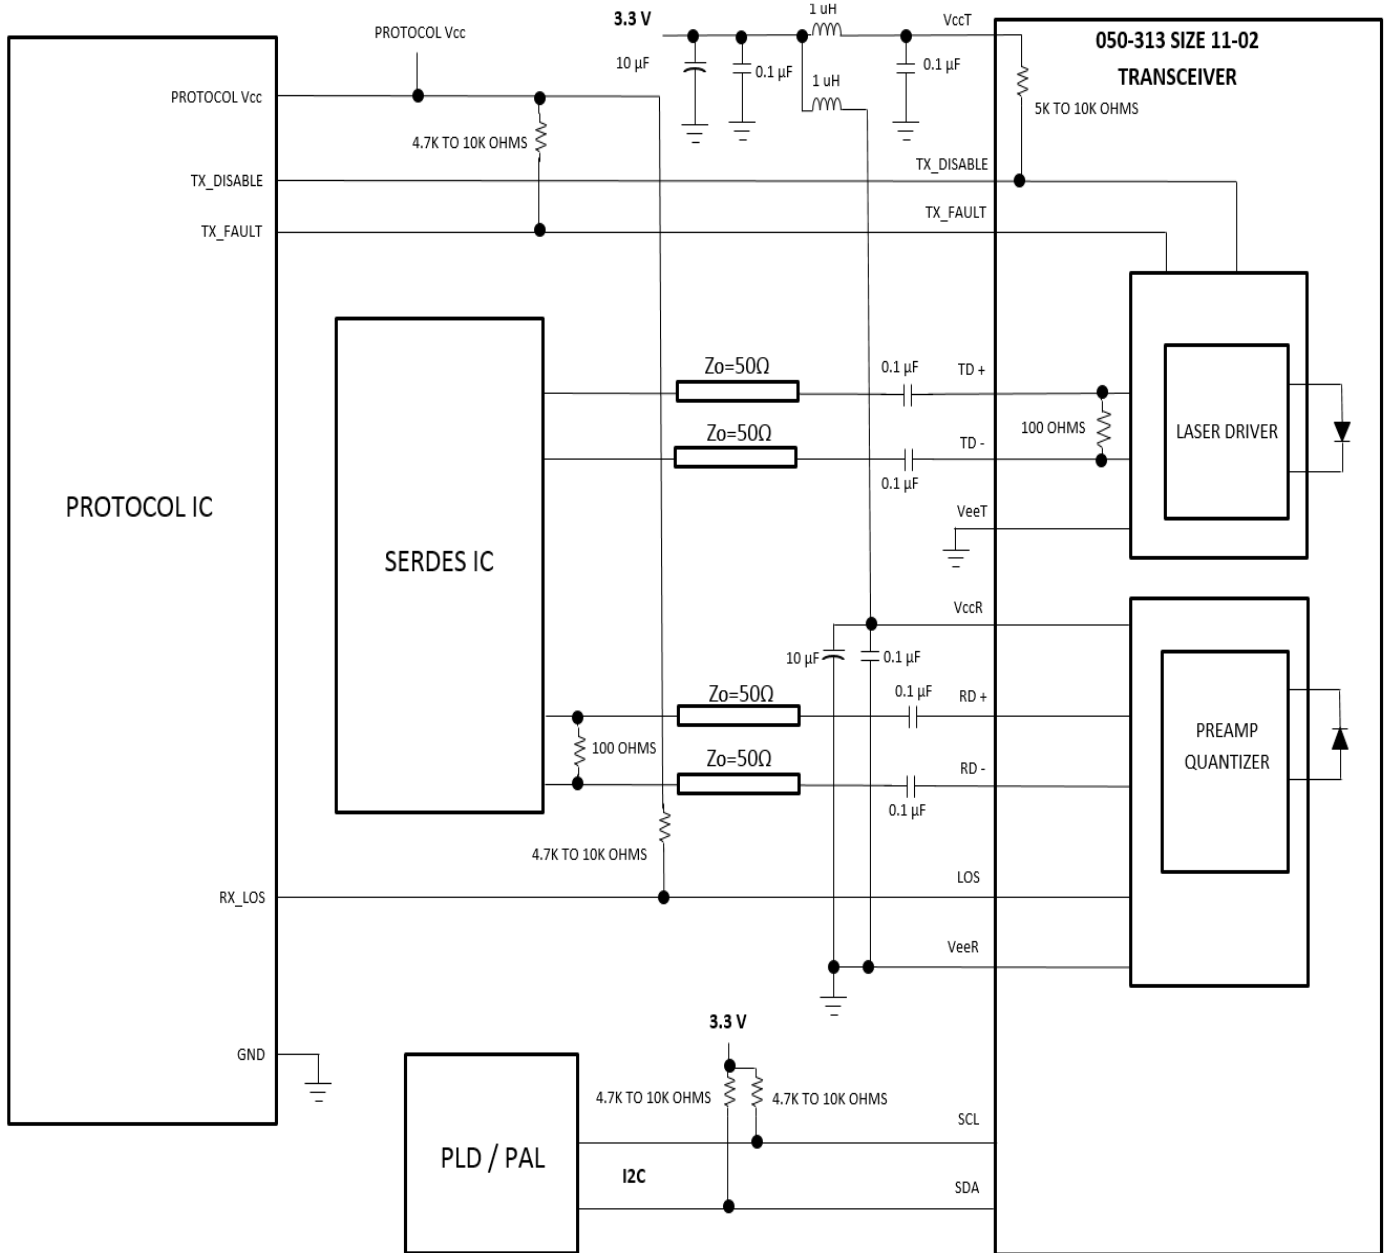 1 uH
3.3 V
VccT
PROTOCOL Vcc
050-313 SIZE 11-02
TRANSCEIVER
10 µF
0.1 µF
0.1 µF
1 uH
PROTOCOL Vcc
5K TO 10K OHMS
4.7K TO 10K OHMS
TX_DISABLE
TX_DISABLE
TX_FAULT
TX_FAULT
Zo=50Ω
0.1 µF
TD +
Zo=50Ω
100 OHMS
LASER DRIVER
TD -
0.1 µF
VeeT
PROTOCOL IC
SERDES IC
VccR
10 µF
0.1 µF
Zo=50Ω
0.1 µF
RD +
100 OHMS
PREAMP
QUANTIZER
Zo=50Ω
RD -
0.1 µF
4.7K TO 10K OHMS
LOS
RX_LOS
VeeR
3.3 V
GND
4.7K TO 10K OHMS
4.7K TO 10K OHMS
SCL
PLD / PAL
I2C
SDA